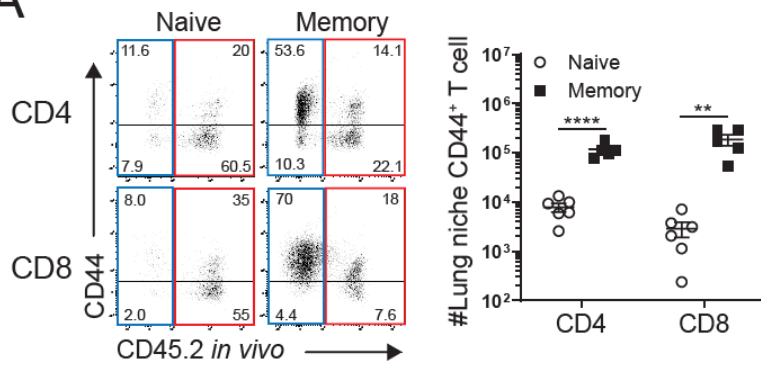 A
Naive Memory
CD4
11.6 20
7.9 60.5
53.6 14.1
10.3 22.1
CD8
8.0 35
2.0 55
70 18
4.4 7.6
CD44
CD45.2 in vivo
#Lung niche CD44⁺ T cell
10⁷
10⁶
10⁵
10⁴
10³
10²
Naive
Memory
****
**
CD4 CD8